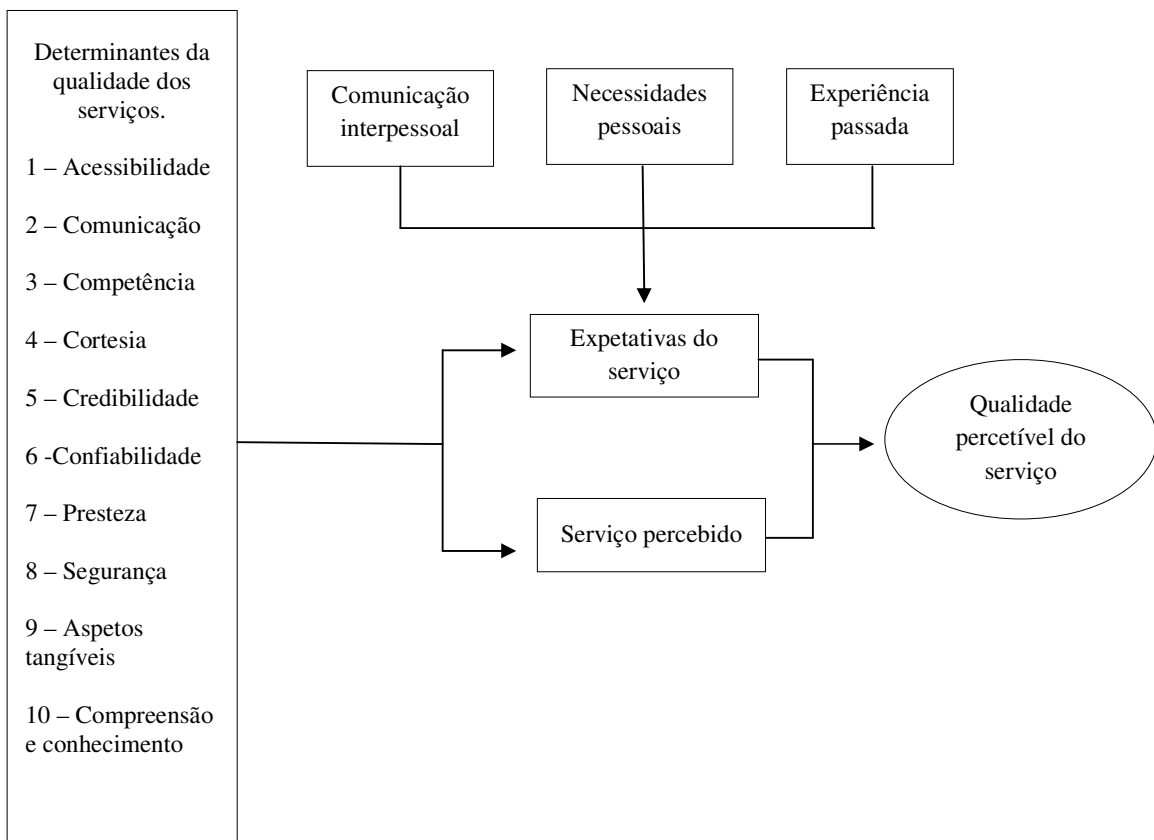 Determinantes da
qualidade dos
serviços.
1 – Acessibilidade
2 – Comunicação
3 – Competência
4 – Cortesia
5 – Credibilidade
6 -Confiabilidade
7 – Presteza
8 – Segurança
9 – Aspetos
tangíveis
10 – Compreensão
e conhecimento
Comunicação
interpessoal
Necessidades
pessoais
Experiência
passada
Expetativas do
serviço
Serviço percebido
Qualidade
percetível do
serviço